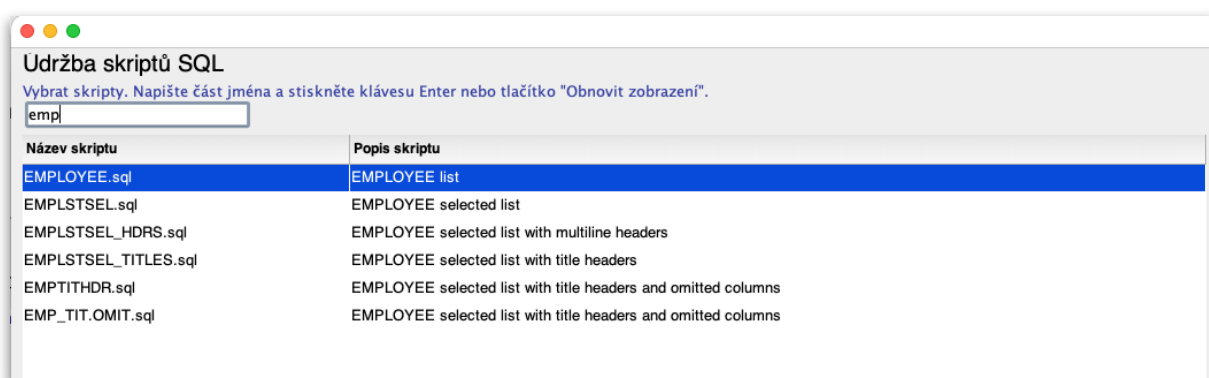 Údržba skriptů SQL
Vybrat skripty. Napište část jména a stiskněte klávesu Enter nebo tlačítko "Obnovit zobrazení".
emp
Název skriptu Popis skriptu
EMPLOYEE.sql EMPLOYEE list
EMPLSTSEL.sql EMPLOYEE selected list
EMPLSTSEL_HDRS.sql EMPLOYEE selected list with multiline headers
EMPLSTSEL_TITLES.sql EMPLOYEE selected list with title headers
EMPTITHDR.sql EMPLOYEE selected list with title headers and omitted columns
EMP_TIT.OMIT.sql EMPLOYEE selected list with title headers and omitted columns